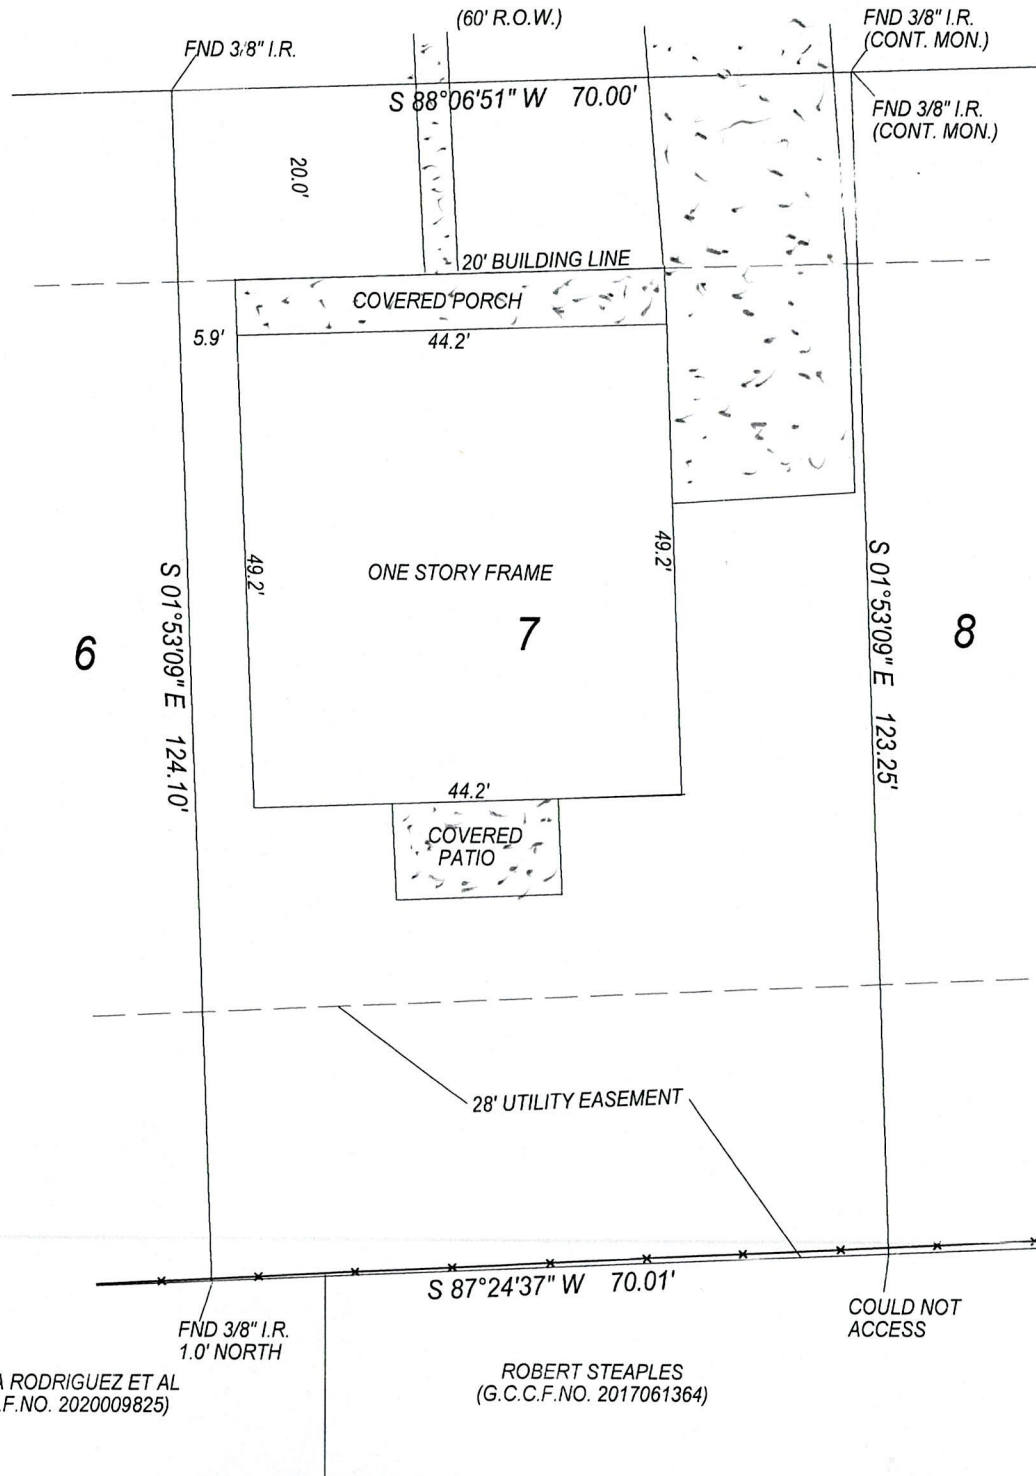 (60' R.O.W.)
FND 3/8" I.R.
FND 3/8" I.R.
(CONT. MON.)
S 88°06'51" W 70.00'
FND 3/8" I.R.
(CONT. MON.)
20.0'
20' BUILDING LINE
COVERED PORCH
5.9'
44.2'
49.2'
49.2'
ONE STORY FRAME
6
7
8
S 01°53'09" E 124.10'
S 01°53'09" E 123.25'
44.2'
COVERED
PATIO
28' UTILITY EASEMENT
S 87°24'37" W 70.01'
FND 3/8" I.R.
1.0' NORTH
COULD NOT
ACCESS
A RODRIGUEZ ET AL
.F.NO. 2020009825)
ROBERT STEAPLES
(G.C.C.F.NO. 2017061364)